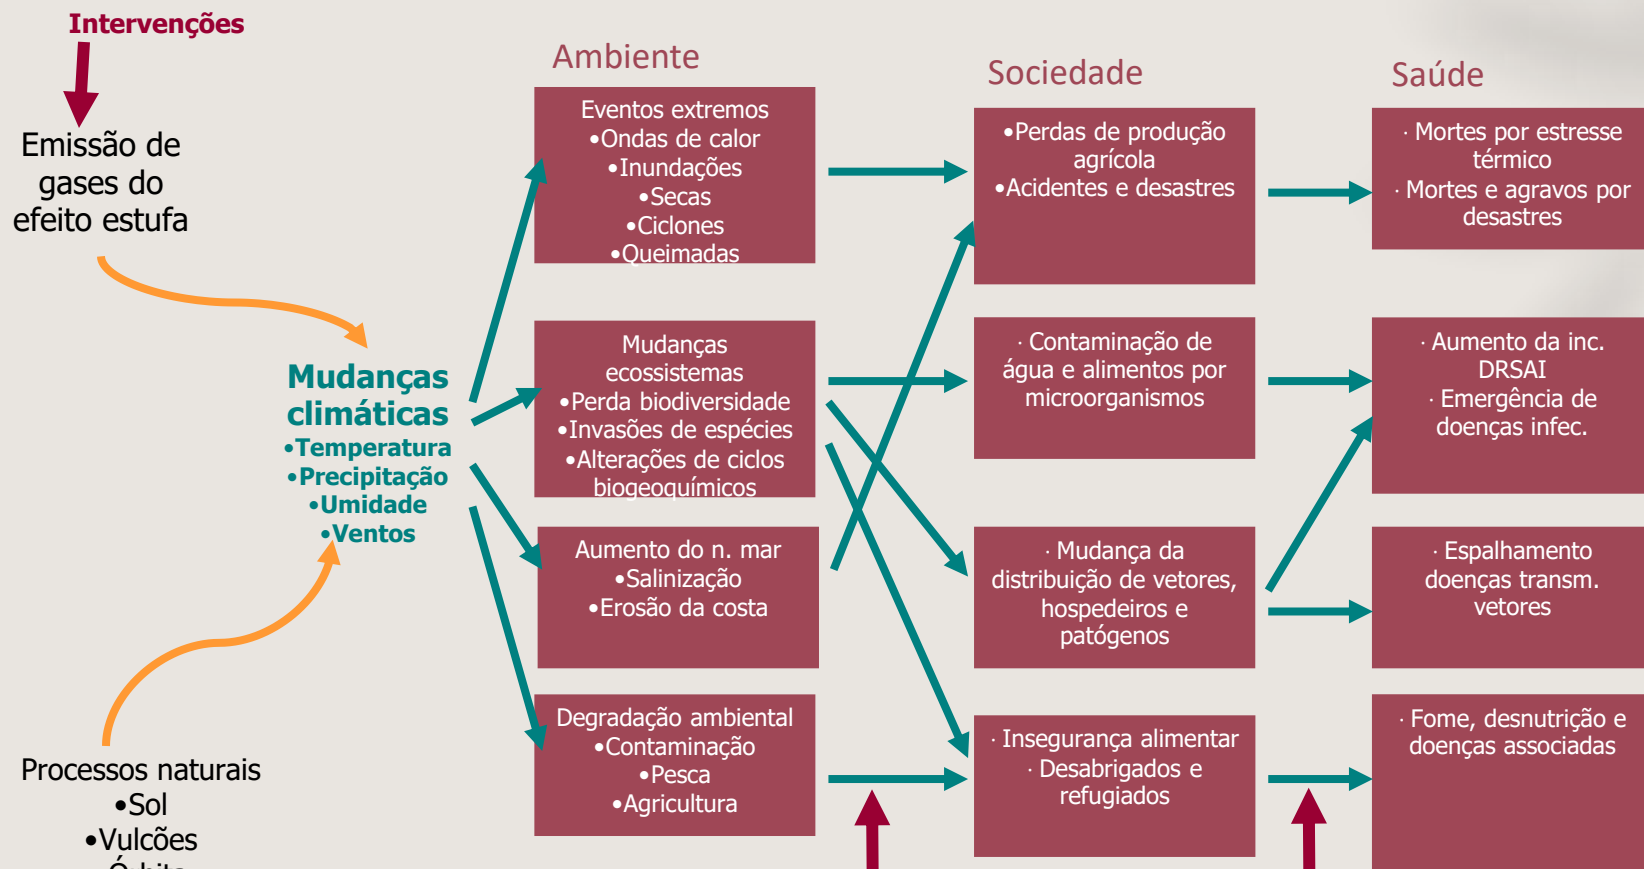 Intervenções
Emissão de
gases do
efeito estufa
Mudanças
climáticas
•Temperatura
•Precipitação
•Umidade
•Ventos
Processos naturais
•Sol
•Vulcões
Ambiente
Eventos extremos
•Ondas de calor
•Inundações
•Secas
•Ciclones
•Queimadas
Mudanças
ecossistemas
•Perda biodiversidade
•Invasões de espécies
•Alterações de ciclos
biogeoquímicos
Aumento do n. mar
•Salinização
•Erosão da costa
Degradação ambiental
•Contaminação
•Pesca
•Agricultura
Sociedade
•Perdas de produção
agrícola
•Acidentes e desastres
· Contaminação de
água e alimentos por
microorganismos
· Mudança da
distribuição de vetores,
hospedeiros e
patógenos
· Insegurança alimentar
· Desabrigados e
refugiados
Saúde
· Mortes por estresse
térmico
· Mortes e agravos por
desastres
· Aumento da inc.
DRSAI
· Emergência de
doenças infec.
· Espalhamento
doenças transm.
vetores
· Fome, desnutrição e
doenças associadas